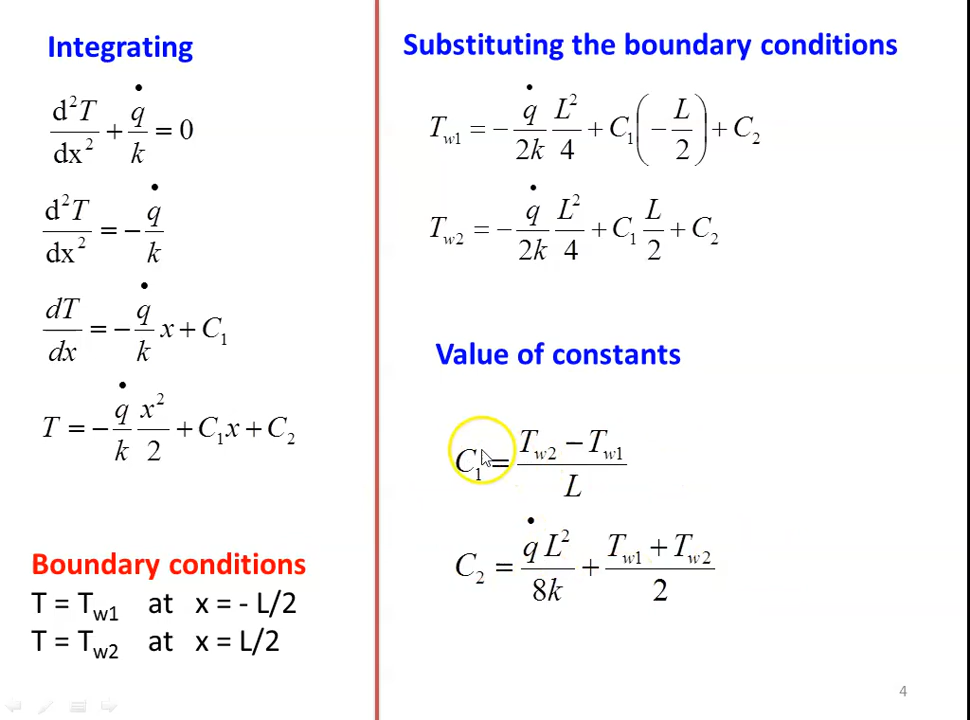 Integrating
d²T/dx² + q̇/k = 0
d²T/dx² = − q̇/k
dT/dx = − q̇/k x + C₁
T = − q̇/k x²/2 + C₁x + C₂
Boundary conditions
T = Tw1 at x = - L/2
T = Tw2 at x = L/2
Substituting the boundary conditions
Tw1 = − q̇/2k L²/4 + C₁(− L/2) + C₂
Tw2 = − q̇/2k L²/4 + C₁ L/2 + C₂
Value of constants
C₁ = (Tw2 − Tw1)/L
C₂ = q̇ L²/8k + (Tw1 + Tw2)/2
4